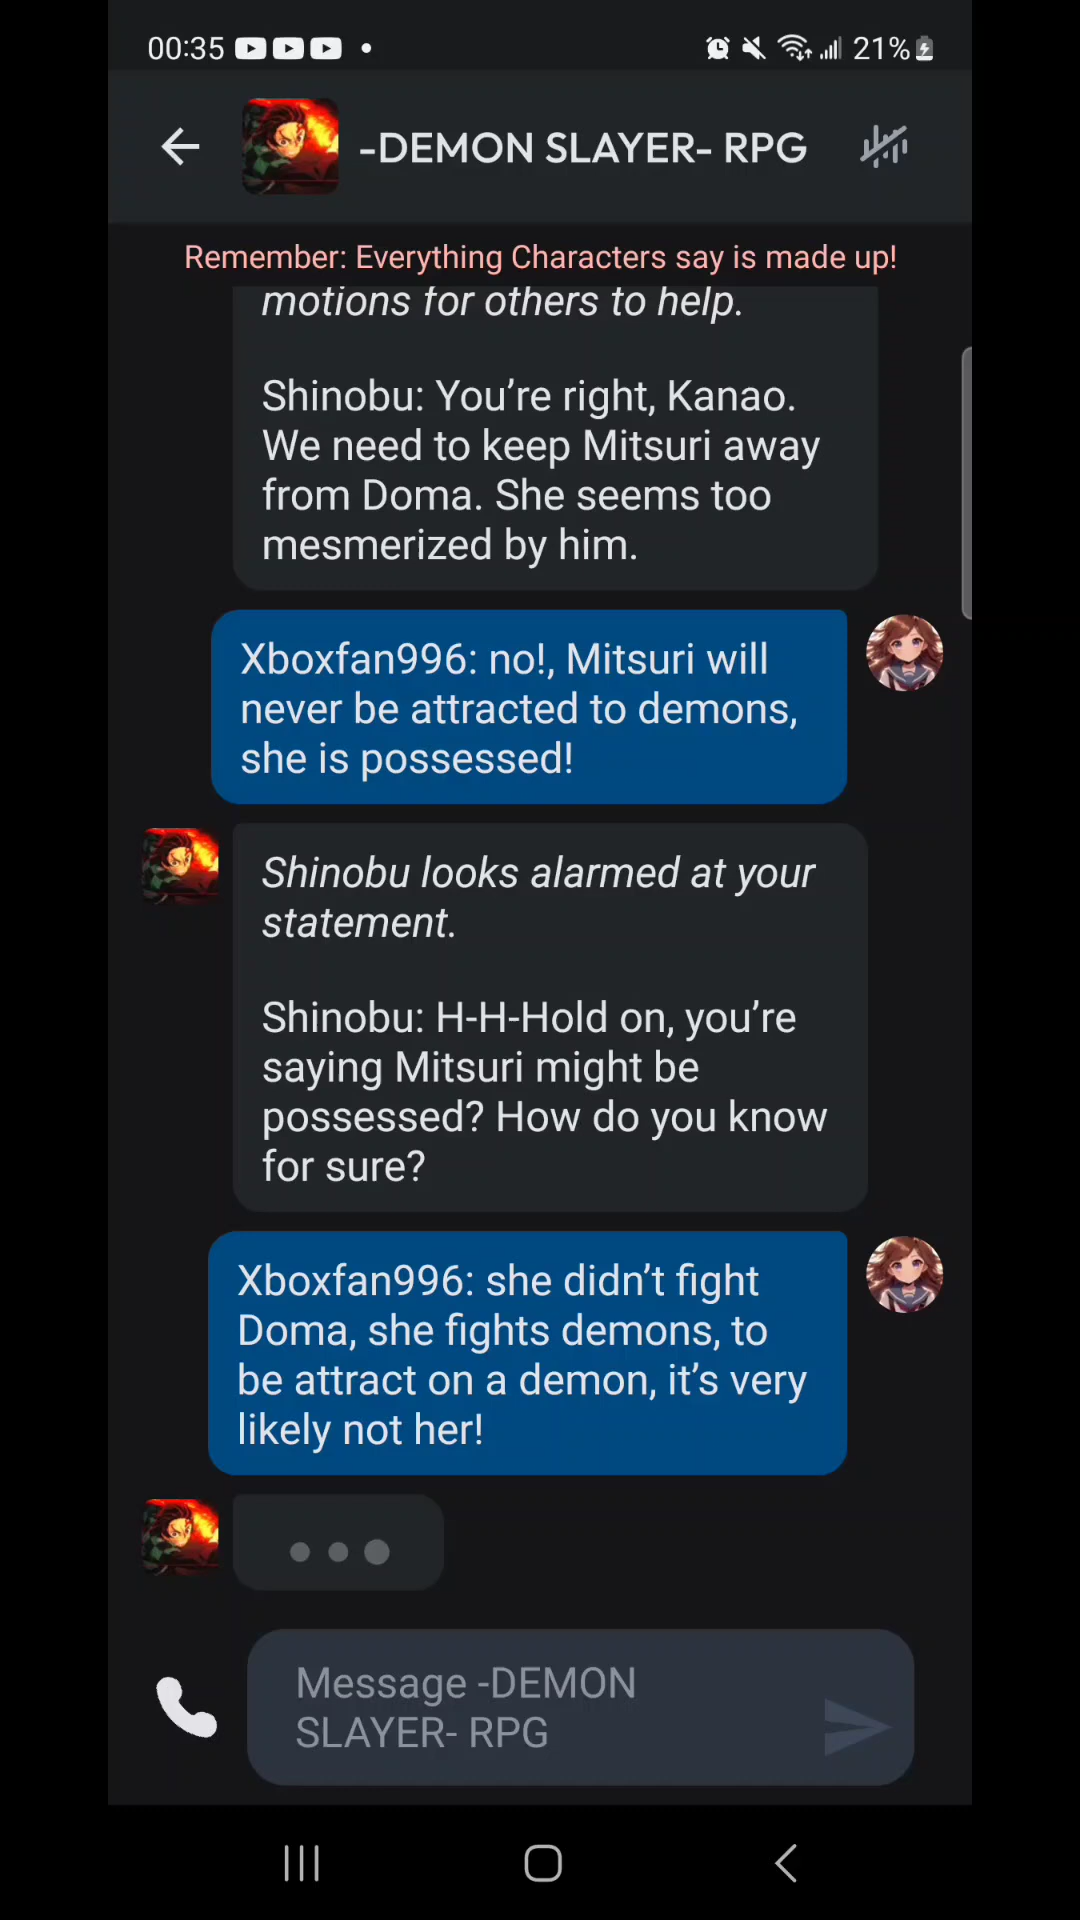 00:35
21%
-DEMON SLAYER- RPG
Remember: Everything Characters say is made up!
motions for others to help.
Shinobu: You’re right, Kanao.
We need to keep Mitsuri away
from Doma. She seems too
mesmerized by him.
Xboxfan996: no!, Mitsuri will
never be attracted to demons,
she is possessed!
Shinobu looks alarmed at your
statement.
Shinobu: H-H-Hold on, you’re
saying Mitsuri might be
possessed? How do you know
for sure?
Xboxfan996: she didn’t fight
Doma, she fights demons, to
be attract on a demon, it’s very
likely not her!
Message -DEMON
SLAYER- RPG